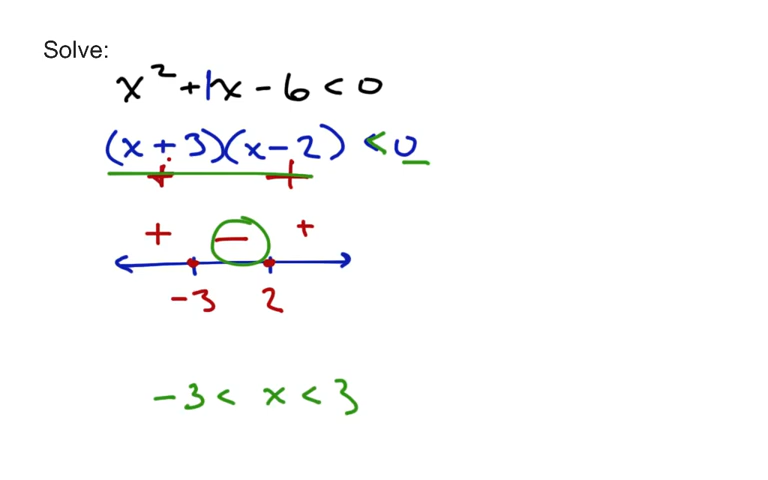 Solve:
x² + 1x - 6 < 0
(x + 3)(x - 2) < 0
+ +
+ - +
-3 2
-3 < x < 3